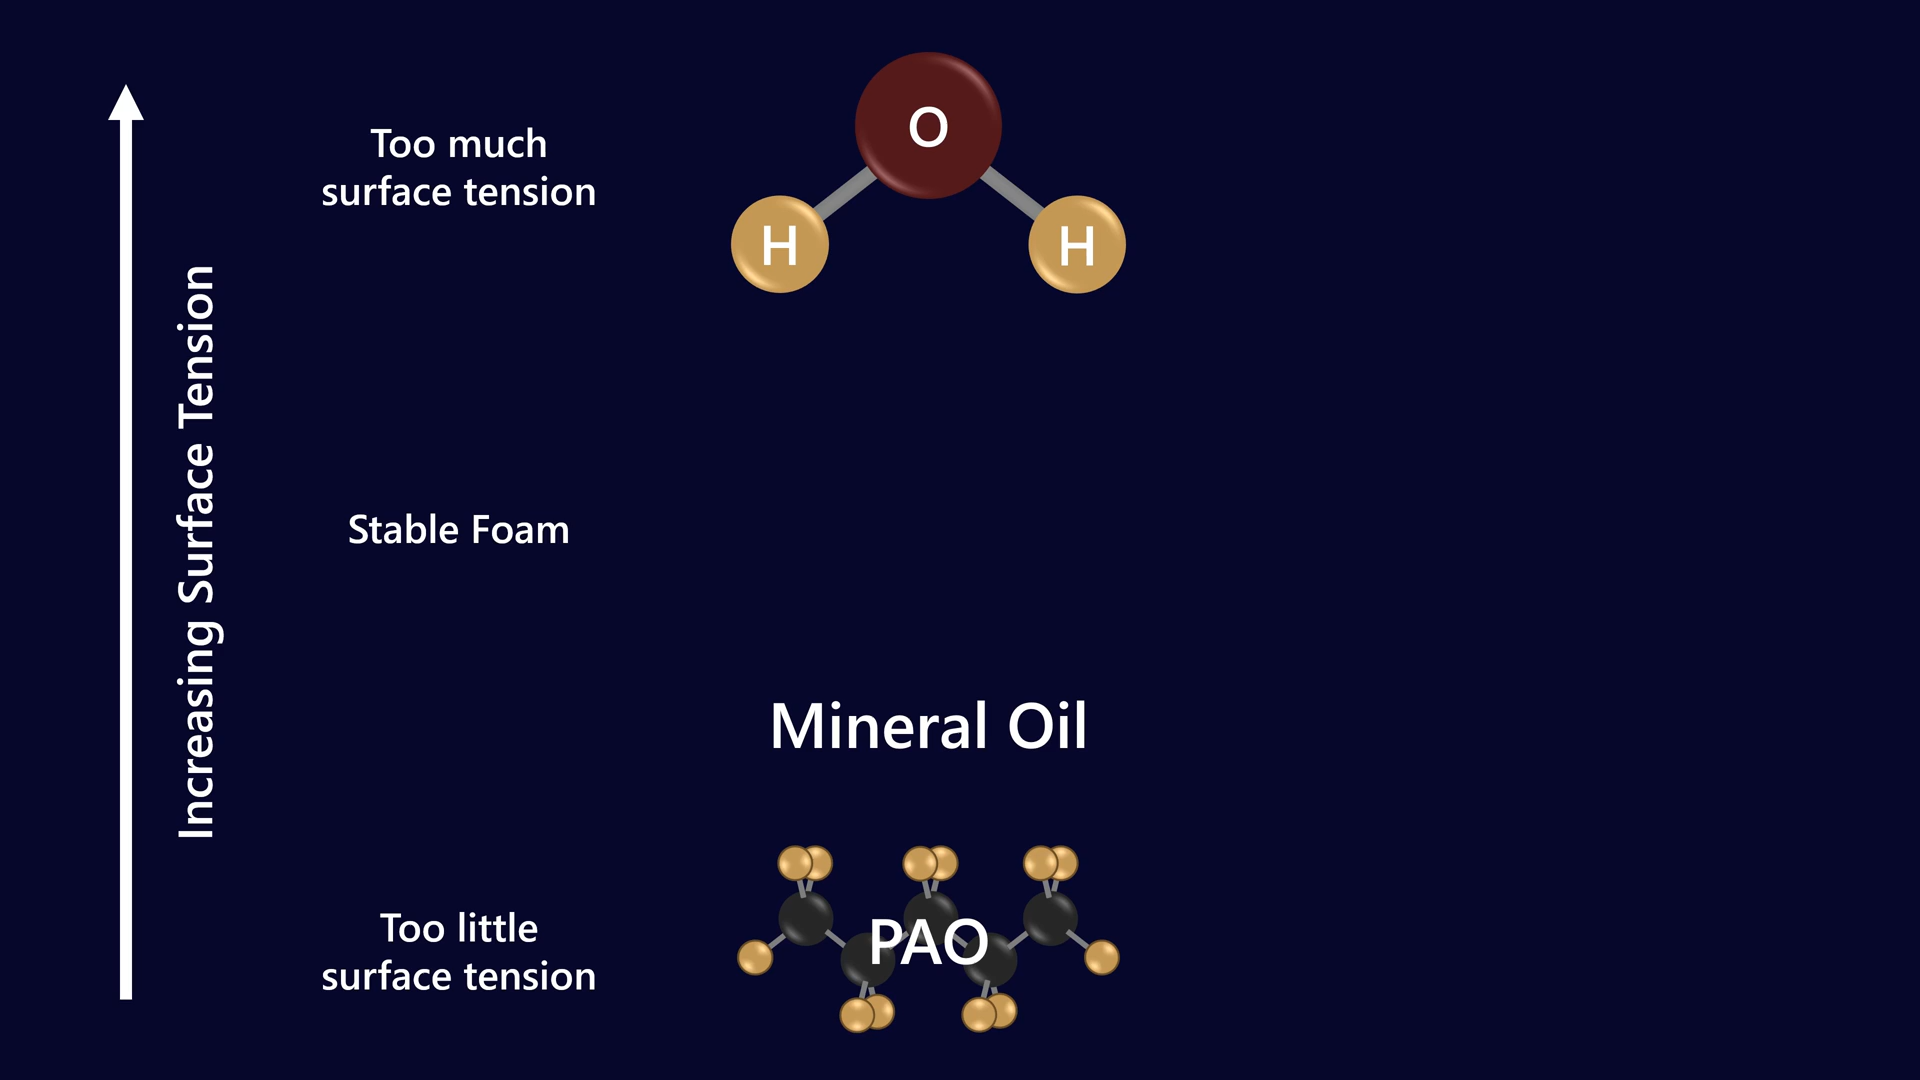 Increasing Surface Tension
Too much
surface tension
O
H
H
Stable Foam
Mineral Oil
Too little
surface tension
PAO